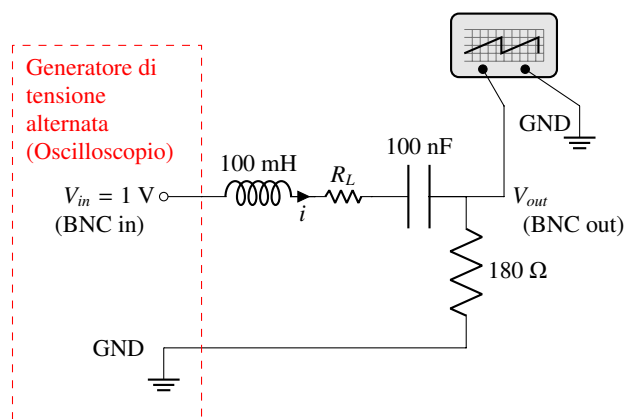 Generatore di
tensione
alternata
(Oscilloscopio)
GND
100 mH
R_L
100 nF
V_in = 1 V
i
V_out
(BNC in)
(BNC out)
180 Ω
GND